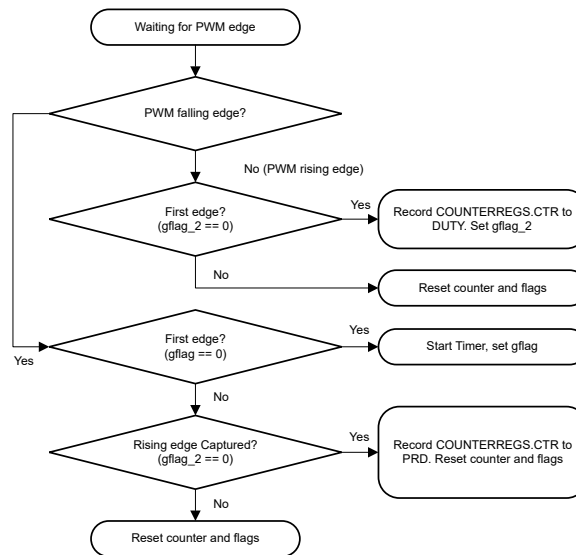 Waiting for PWM edge
PWM falling edge?
No (PWM rising edge)
First edge?
(gflag_2 == 0)
Yes
Record COUNTERREGS.CTR to
DUTY. Set gflag_2
No
Reset counter and flags
Yes
First edge?
(gflag == 0)
Yes
Start Timer, set gflag
No
Rising edge Captured?
(gflag_2 == 0)
Yes
Record COUNTERREGS.CTR to
PRD. Reset counter and flags
No
Reset counter and flags